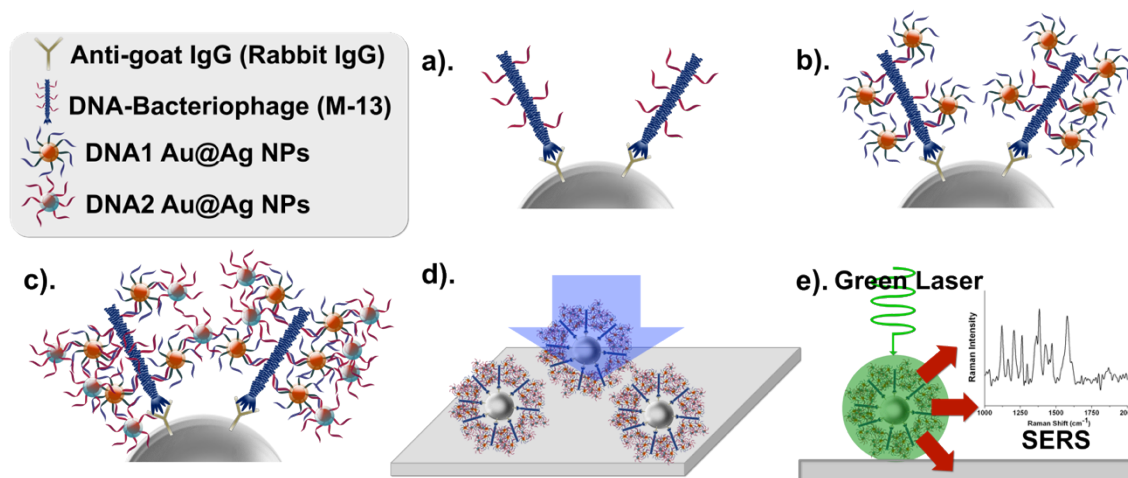 Anti-goat IgG (Rabbit IgG)
DNA-Bacteriophage (M-13)
DNA1 Au@Ag NPs
DNA2 Au@Ag NPs
a).
b).
c).
d).
e). Green Laser
Raman Intensity
1000 1250 1500 1750 2000
Raman Shift (cm-1)
SERS